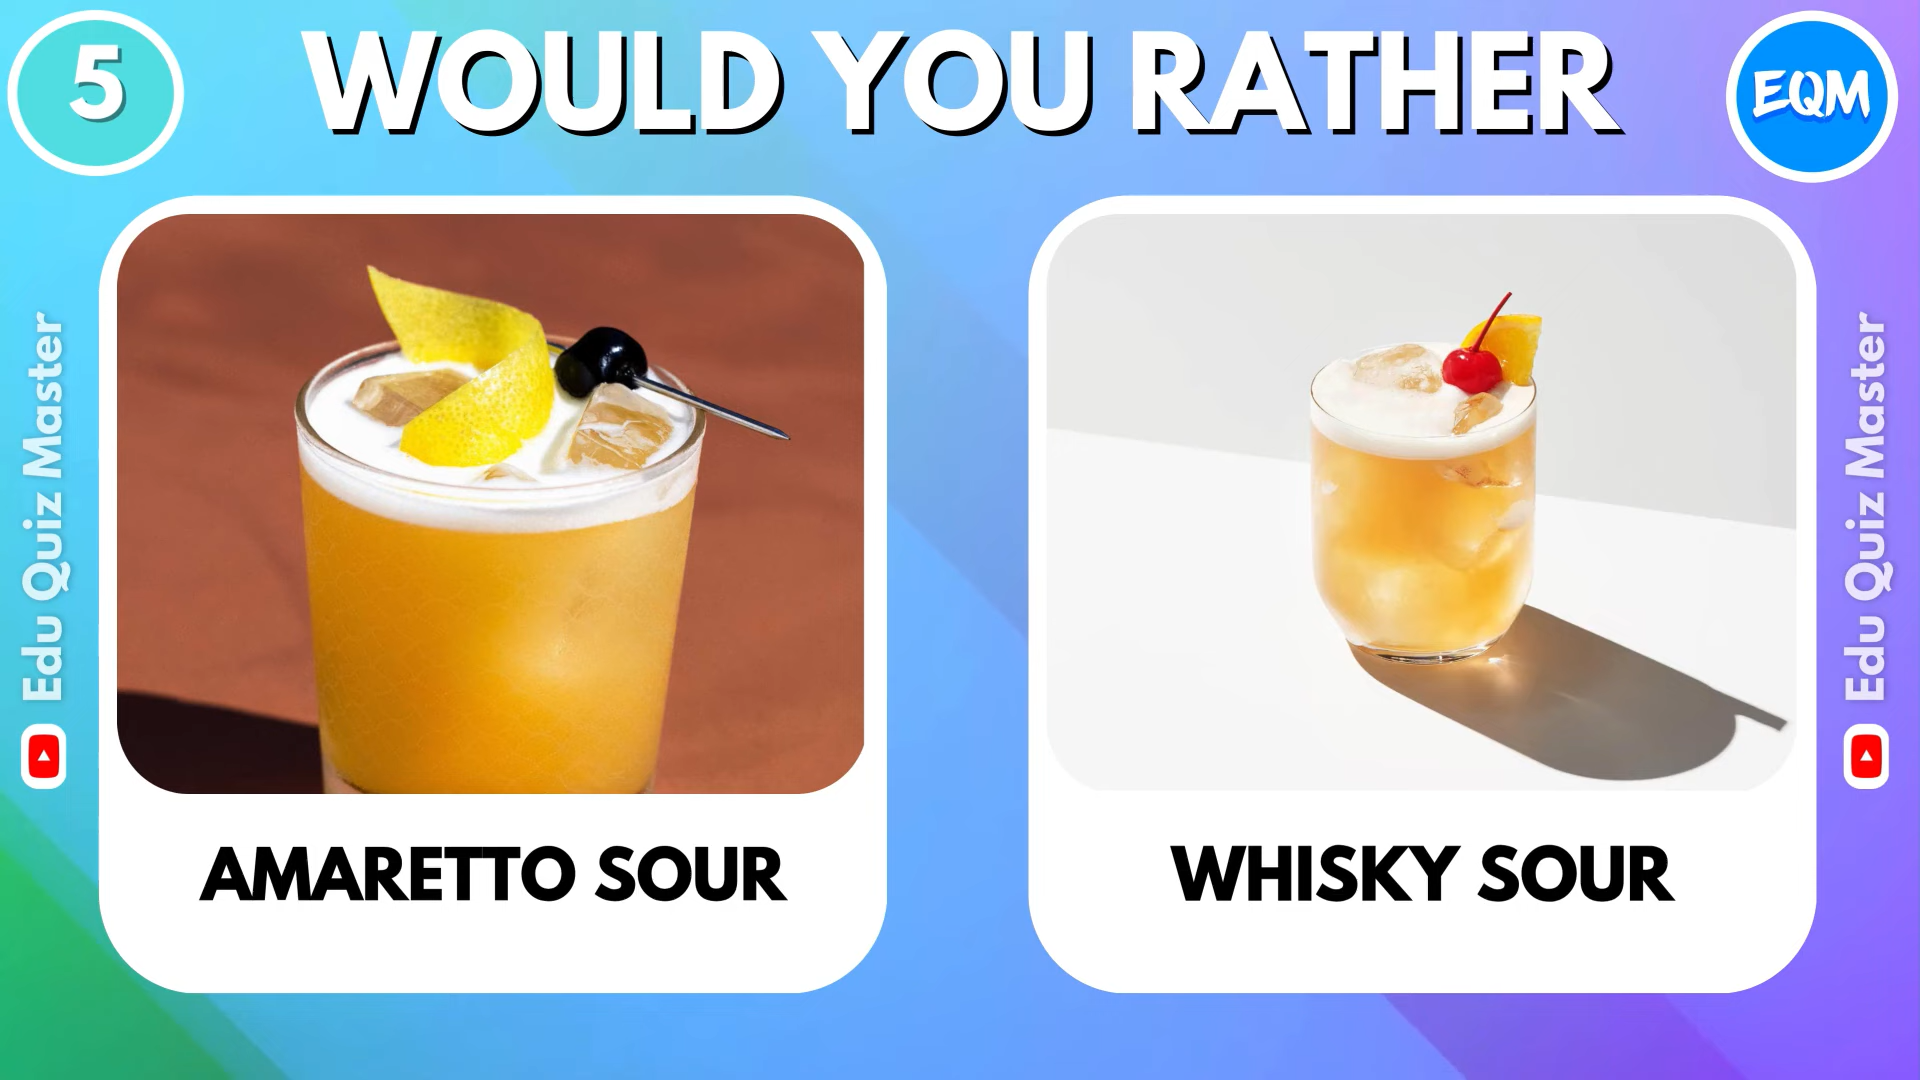 5
WOULD YOU RATHER
EQM
Edu Quiz Master
Edu Quiz Master
AMARETTO SOUR
WHISKY SOUR